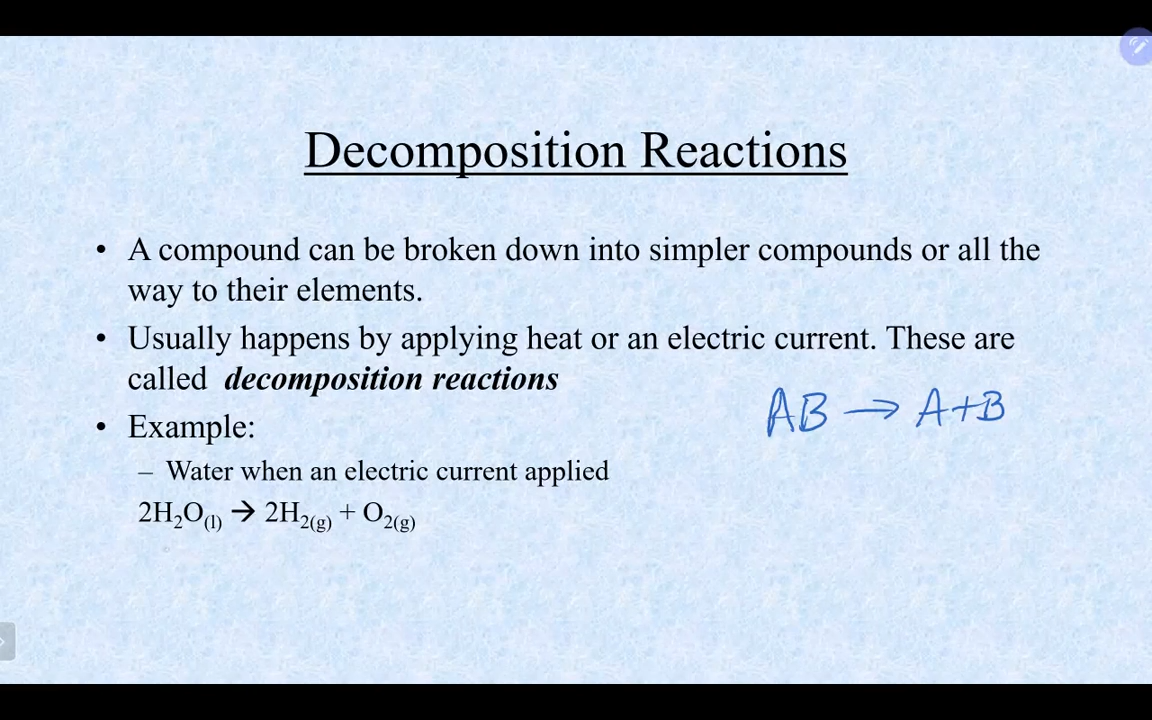 Decomposition Reactions
• A compound can be broken down into simpler compounds or all the
way to their elements.
• Usually happens by applying heat or an electric current. These are
called decomposition reactions
AB → A+B
• Example:
– Water when an electric current applied
2H₂O(l) → 2H₂(g) + O₂(g)